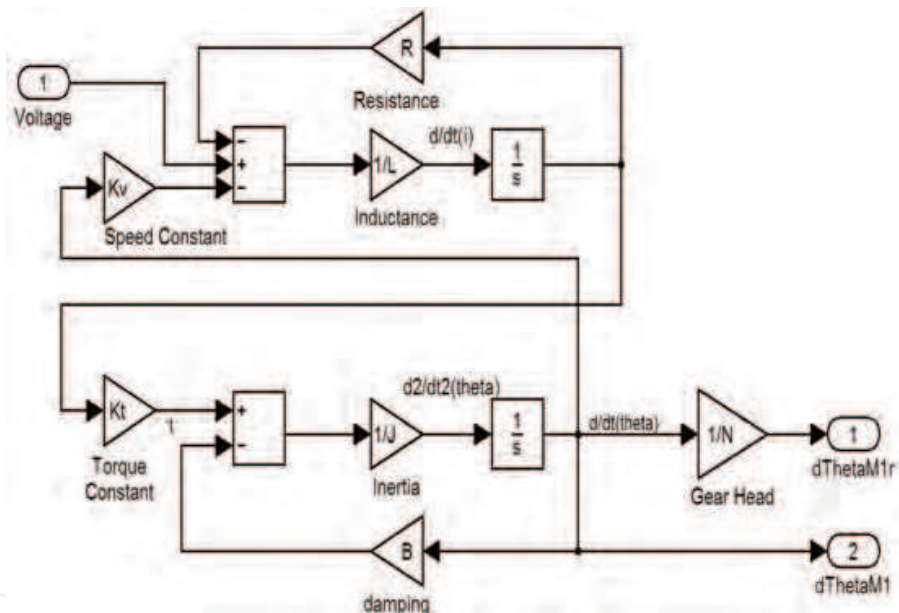 R
Resistance
1
Voltage
−
+
−
d/dt(i)
1/L
1
s
Inductance
Kv
Speed Constant
Kt
Torque
Constant
+
−
d2/dt2(theta)
1/J
1
s
Inertia
d/dt(theta)
1/N
Gear Head
1
dThetaM1r
B
damping
2
dThetaM1